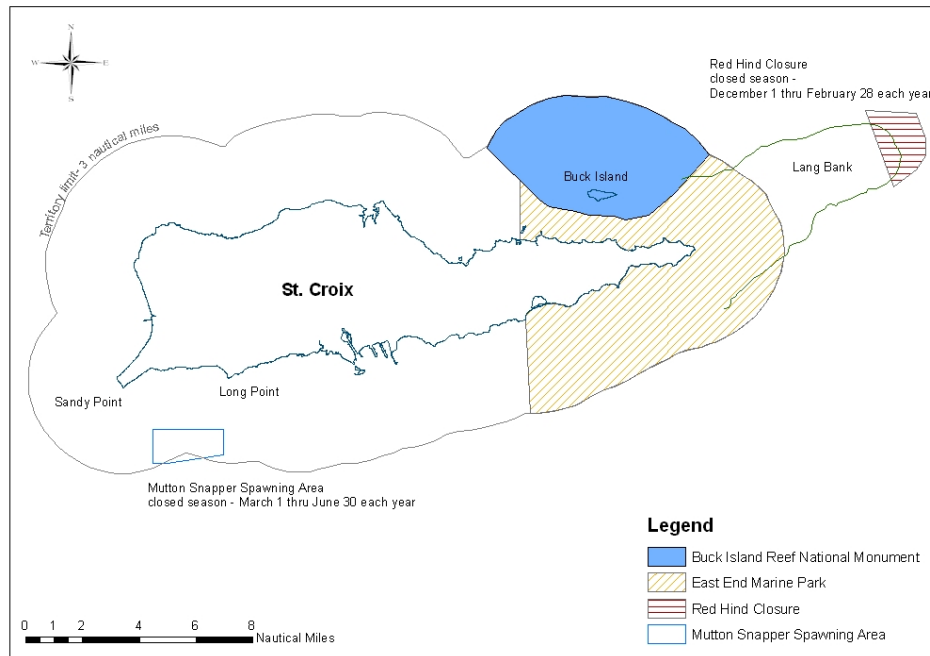 N
W E
S
Red Hind Closure
closed season -
December 1 thru February 28 each year
Territory limit- 3 nautical miles
Lang Bank
Buck Island
St. Croix
Sandy Point
Long Point
Mutton Snapper Spawning Area
closed season - March 1 thru June 30 each year
Legend
Buck Island Reef National Monument
East End Marine Park
Red Hind Closure
Mutton Snapper Spawning Area
0 1 2 4 6 8
Nautical Miles